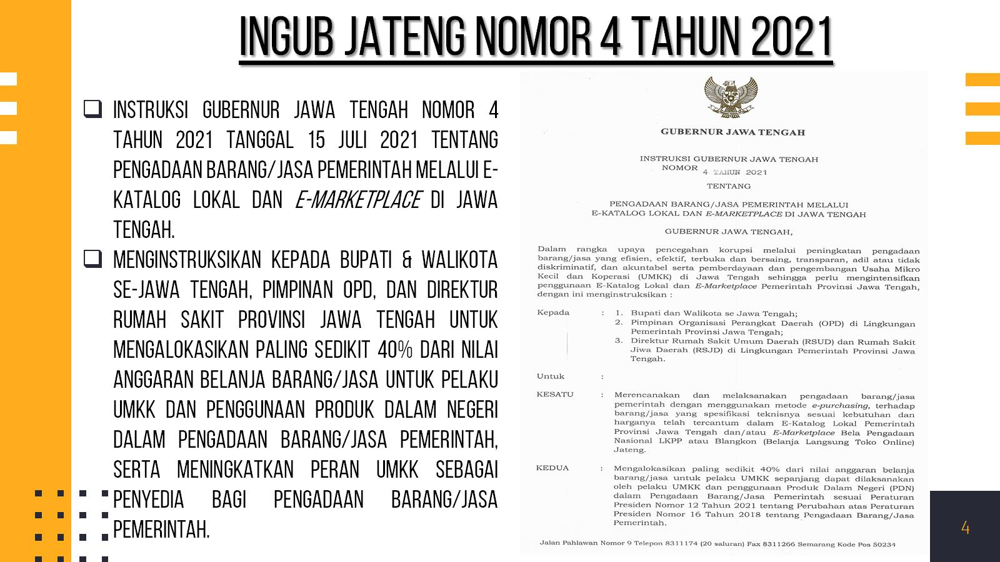 INGUB JATENG NOMOR 4 TAHUN 2021
INSTRUKSI GUBERNUR JAWA TENGAH NOMOR 4
TAHUN 2021 TANGGAL 15 JULI 2021 TENTANG
PENGADAAN BARANG/JASA PEMERINTAH MELALUI E-
KATALOG LOKAL DAN E-MARKETPLACE DI JAWA
TENGAH.
MENGINSTRUKSIKAN KEPADA BUPATI & WALIKOTA
SE-JAWA TENGAH, PIMPINAN OPD, DAN DIREKTUR
RUMAH SAKIT PROVINSI JAWA TENGAH UNTUK
MENGALOKASIKAN PALING SEDIKIT 40% DARI NILAI
ANGGARAN BELANJA BARANG/JASA UNTUK PELAKU
UMKK DAN PENGGUNAAN PRODUK DALAM NEGERI
DALAM PENGADAAN BARANG/JASA PEMERINTAH,
SERTA MENINGKATKAN PERAN UMKK SEBAGAI
PENYEDIA BAGI PENGADAAN BARANG/JASA
PEMERINTAH.
GUBERNUR JAWA TENGAH
INSTRUKSI GUBERNUR JAWA TENGAH
NOMOR 4 TAHUN 2021
TENTANG
PENGADAAN BARANG/JASA PEMERINTAH MELALUI
E-KATALOG LOKAL DAN E-MARKETPLACE DI JAWA TENGAH
GUBERNUR JAWA TENGAH,
Dalam rangka upaya pencegahan korupsi melalui peningkatan pengadaan
barang/jasa yang efisien, efektif, terbuka dan bersaing, transparan, adil atau tidak
diskriminatif, dan akuntabel serta pemberdayaan dan pengembangan Usaha Mikro
Kecil dan Koperasi (UMKK) di Jawa Tengah sehingga perlu mengintensifkan
penggunaan E-Katalog Lokal dan E-Marketplace Pemerintah Provinsi Jawa Tengah,
dengan ini menginstruksikan :
Kepada : 1. Bupati dan Walikota se Jawa Tengah;
2. Pimpinan Organisasi Perangkat Daerah (OPD) di Lingkungan
Pemerintah Provinsi Jawa Tengah;
3. Direktur Rumah Sakit Umum Daerah (RSUD) dan Rumah Sakit
Jiwa Daerah (RSJD) di Lingkungan Pemerintah Provinsi Jawa
Tengah.
Untuk :
KESATU : Merencanakan dan melaksanakan pengadaan barang/jasa
pemerintah dengan menggunakan metode e-purchasing, terhadap
barang/jasa yang spesifikasi teknisnya sesuai kebutuhan dan
harganya telah tercantum dalam E-Katalog Lokal Pemerintah
Provinsi Jawa Tengah dan/atau E-Marketplace Bela Pengadaan
Nasional LKPP atau Blangkon (Belanja Langsung Toko Online)
Jateng.
KEDUA : Mengalokasikan paling sedikit 40% dari nilai anggaran belanja
barang/jasa untuk pelaku UMKK sepanjang dapat dilaksanakan
oleh pelaku UMKK dan penggunaan Produk Dalam Negeri (PDN)
dalam Pengadaan Barang/Jasa Pemerintah sesuai Peraturan
Presiden Nomor 12 Tahun 2021 tentang Perubahan atas Peraturan
Presiden Nomor 16 Tahun 2018 tentang Pengadaan Barang/Jasa
Pemerintah.
Jalan Pahlawan Nomor 9 Telepon 8311174 (20 saluran) Fax 8311266 Semarang Kode Pos 50234
4